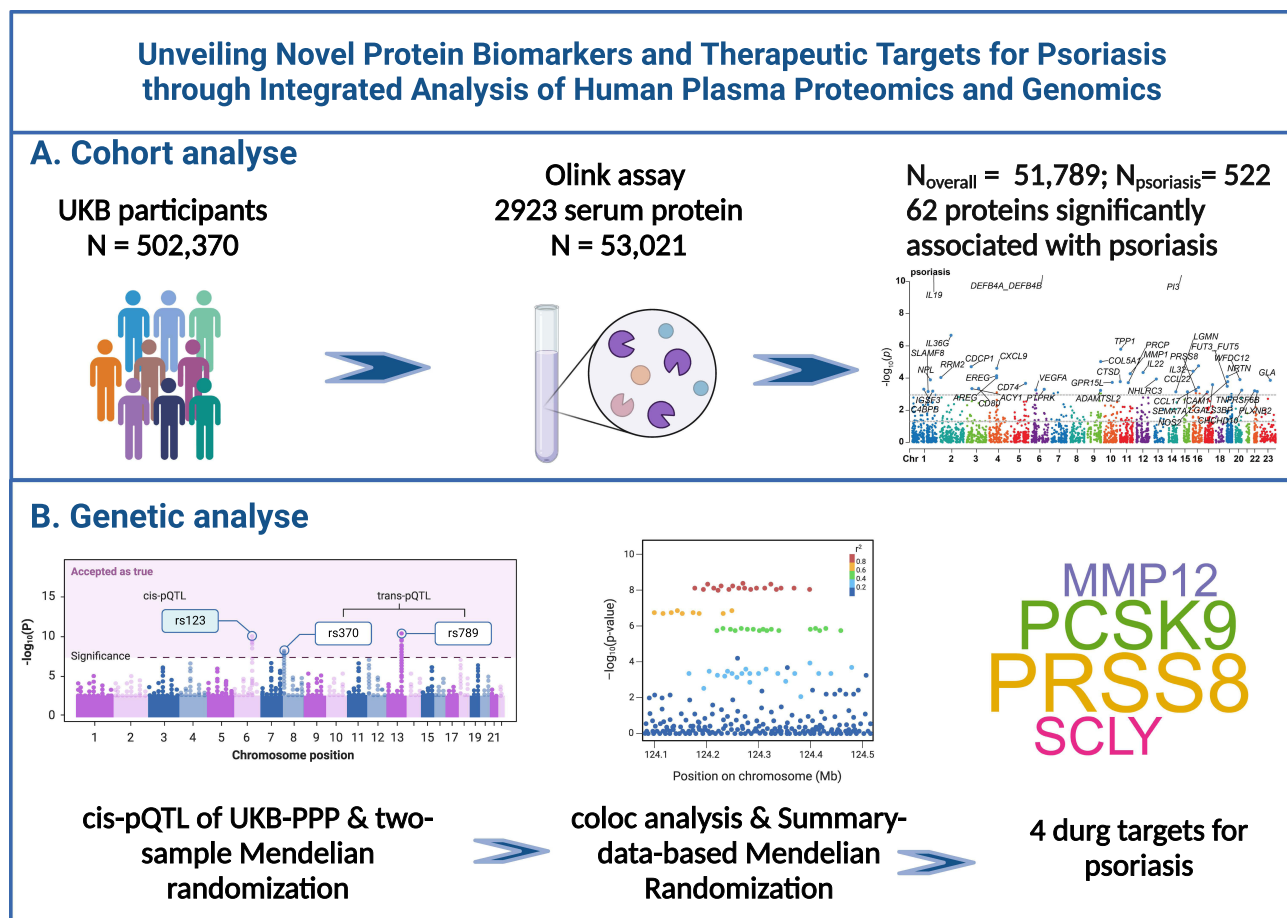 Unveiling Novel Protein Biomarkers and Therapeutic Targets for Psoriasis
through Integrated Analysis of Human Plasma Proteomics and Genomics
A. Cohort analyse
UKB participants
N = 502,370
Olink assay
2923 serum protein
N = 53,021
Noverall = 51,789; Npsoriasis= 522
62 proteins significantly
associated with psoriasis
psoriasis
-log10(p)
10
8
6
4
2
0
IL19
DEFB4A_DEFB4B
PI3
IL36G
SLAMF8
NPL
RRM2
CDCP1
CXCL9
EREG
AREG
CD80
CD74
ACY1
VEGFA
PTPRK
TPP1
COL5A1
CTSD
GPR15L
ADAMTSL2
PRCP
MMP1
IL22
NHLRC3
PRSS8
IL32
CCL22
CCL17
ICAM1
SEMA7A
LGALS3BP
NOS2
CHCHD10
LGMN
FUT3_FUT5
WFDC12
NRTN
TNFRSF6B
PLXNB2
GLA
IGSF3
C4BPB
Chr 1 2 3 4 5 6 7 8 9 10 11 12 13 14 15 16 18 20 22 23
B. Genetic analyse
Accepted as true
cis-pQTL
trans-pQTL
rs123
rs370
rs789
Significance
-log10(P)
15
10
5
0
1 2 3 4 5 6 7 8 9 10 11 12 13 15 17 19 21
Chromosome position
r2
0.8
0.6
0.4
0.2
−log10(p-value)
10
8
6
4
2
0
124.1 124.2 124.3 124.4 124.5
Position on chromosome (Mb)
MMP12
PCSK9
PRSS8
SCLY
cis-pQTL of UKB-PPP & two-
sample Mendelian
randomization
coloc analysis & Summary-
data-based Mendelian
Randomization
4 durg targets for
psoriasis